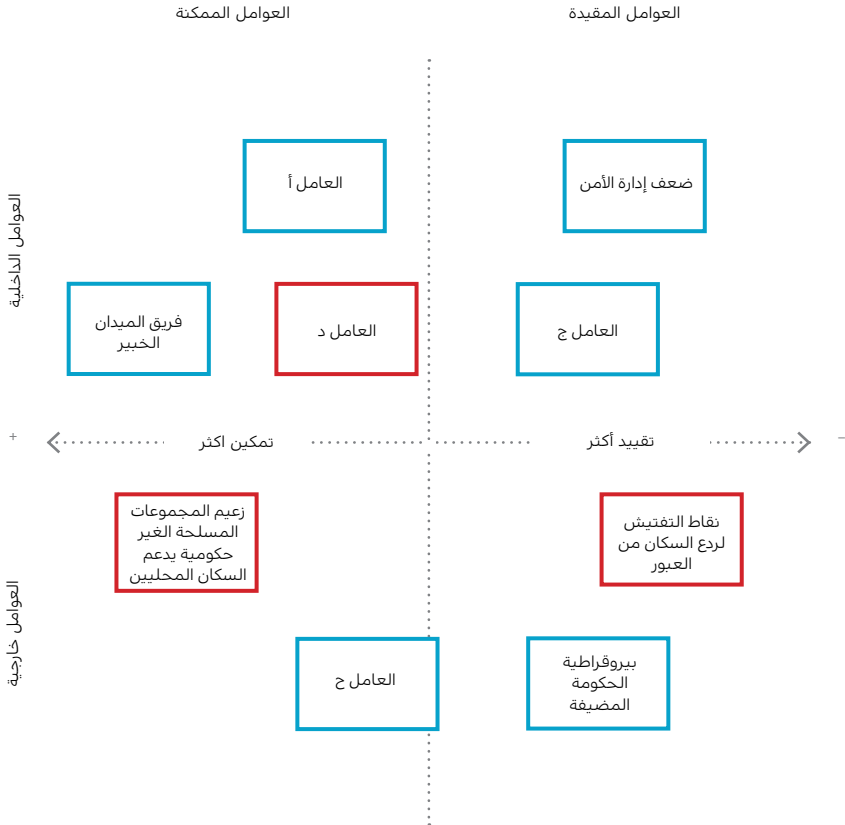 العوامل المقيدة
العوامل الممكنة
العوامل الداخلية
ضعف إدارة الأمن
العامل أ
العامل ج
العامل د
فريق الميدان
الخبير
–
تقييد أكثر
تمكين اكثر
+
العوامل خارجية
نقاط التفتيش
لردع السكان من
العبور
زعيم المجموعات
المسلحة الغير
حكومية يدعم
السكان المحليين
بيروقراطية
الحكومة
المضيفة
العامل ح